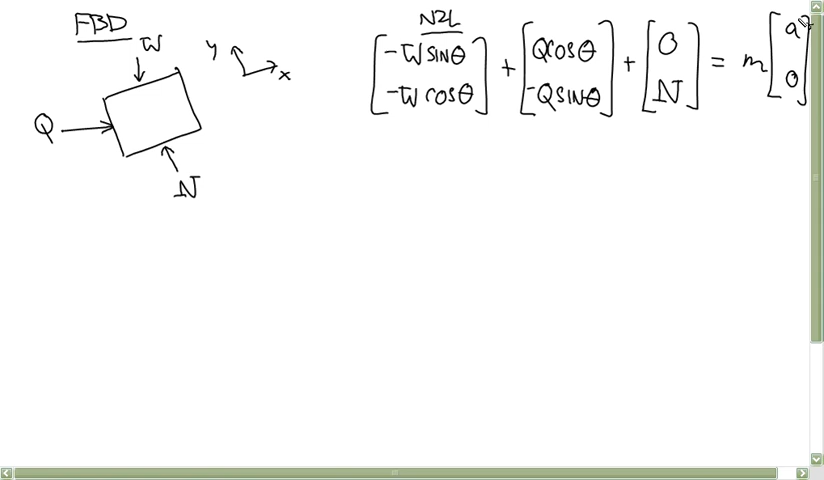 FBD
W
y
x
Q
N
N2L
[-W sinθ
-W cosθ] + [Q cosθ
-Q sinθ] + [0
N] = m [a
0]